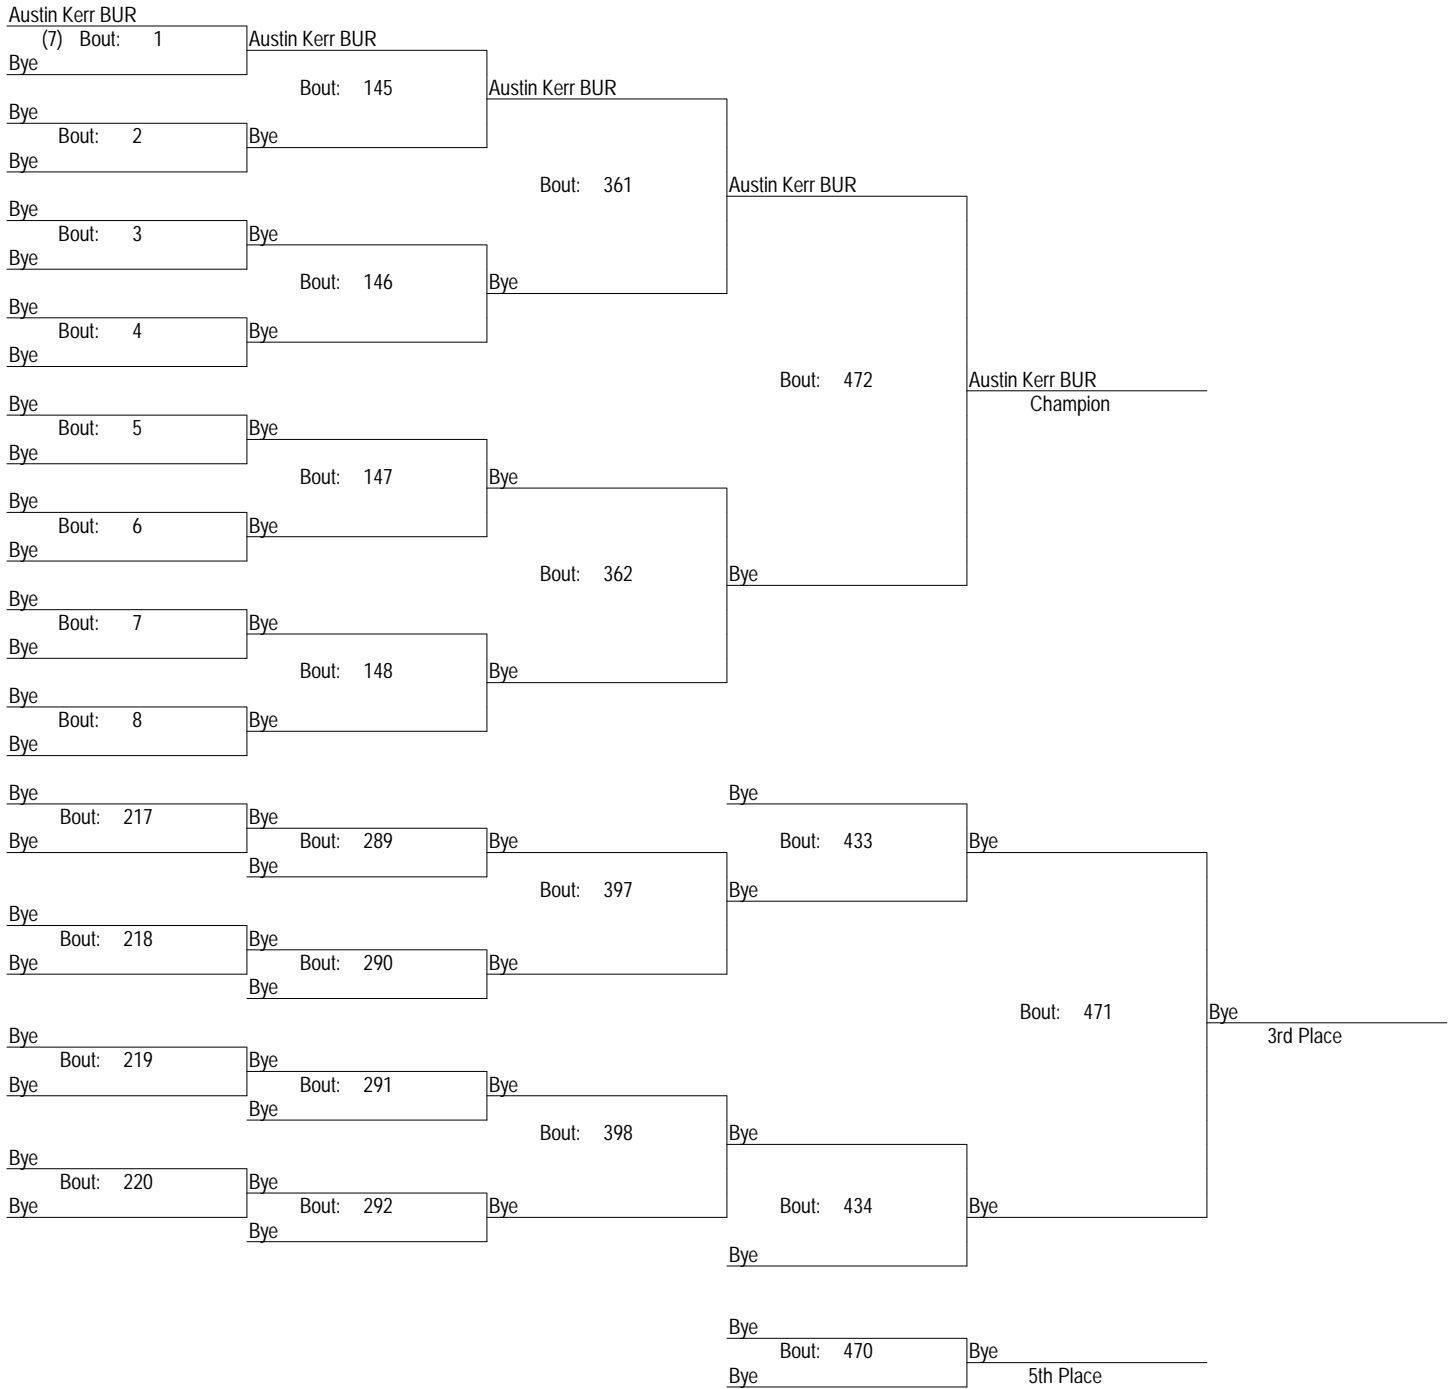 Austin Kerr BUR
(7) Bout: 1 Austin Kerr BUR
Bye
Bout: 145 Austin Kerr BUR
Bye
Bout: 2 Bye
Bye
Bout: 361 Austin Kerr BUR
Bye
Bout: 3 Bye
Bye
Bout: 146 Bye
Bye
Bout: 4 Bye
Bye
Bout: 472 Austin Kerr BUR
Champion
Bye
Bout: 5 Bye
Bye
Bout: 147 Bye
Bye
Bout: 6 Bye
Bye
Bout: 362 Bye
Bye
Bout: 7 Bye
Bye
Bout: 148 Bye
Bye
Bout: 8 Bye
Bye
Bye Bye
Bout: 217 Bye
Bye Bout: 289 Bye Bout: 433 Bye
Bye
Bout: 397 Bye
Bye
Bout: 218 Bye
Bye Bout: 290 Bye
Bye
Bout: 471 Bye
Bye 3rd Place
Bout: 219 Bye
Bye Bout: 291 Bye
Bye
Bout: 398 Bye
Bye
Bout: 220 Bye
Bye Bout: 292 Bye Bout: 434 Bye
Bye
Bye
Bye
Bout: 470 Bye
Bye 5th Place